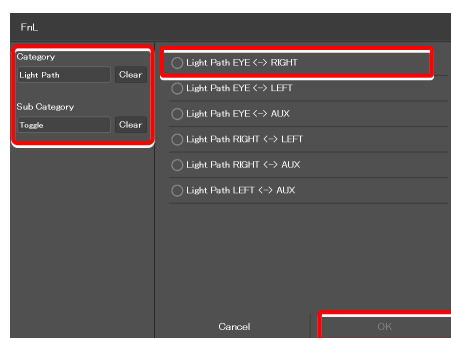 FnL
Category
Light Path Clear
Sub Category
Toggle Clear
Light Path EYE <-> RIGHT
Light Path EYE <-> LEFT
Light Path EYE <-> AUX
Light Path RIGHT <-> LEFT
Light Path RIGHT <-> AUX
Light Path LEFT <-> AUX
Cancel OK